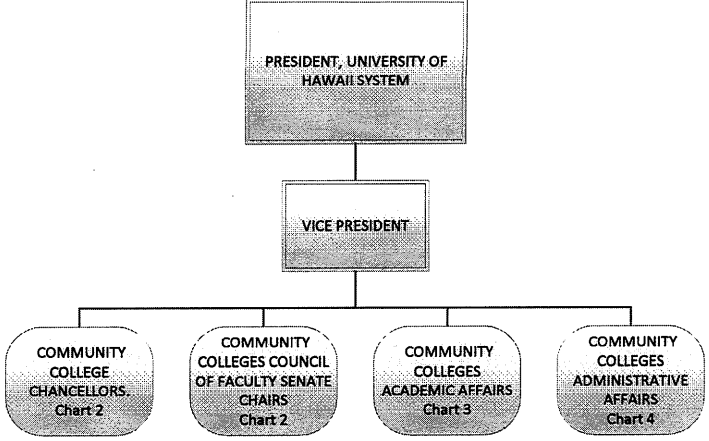 PRESIDENT, UNIVERSITY OF
HAWAII SYSTEM
VICE PRESIDENT
COMMUNITY
COLLEGE
CHANCELLORS.
Chart 2
COMMUNITY
COLLEGES COUNCIL
OF FACULTY SENATE
CHAIRS
Chart 2
COMMUNITY
COLLEGES
ACADEMIC AFFAIRS
Chart 3
COMMUNITY
COLLEGES
ADMINISTRATIVE
AFFAIRS
Chart 4